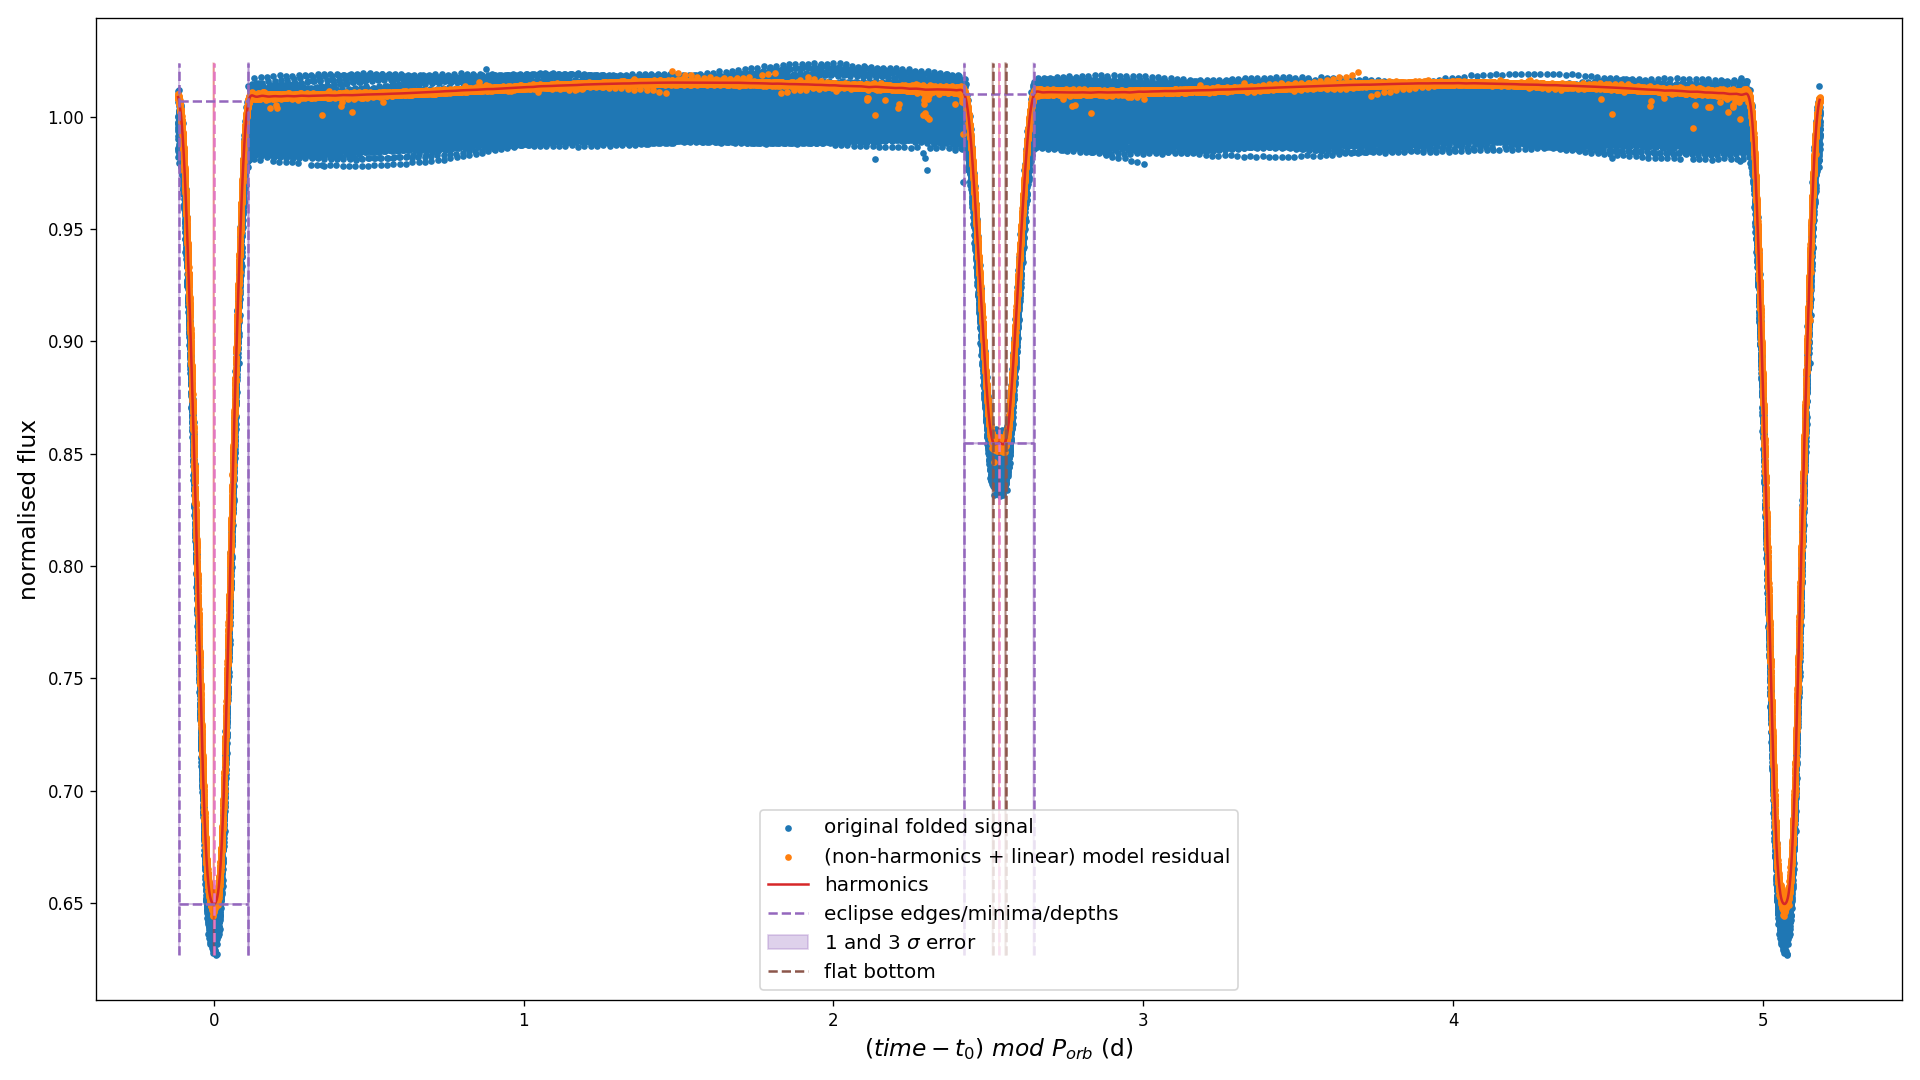 normalised flux
1.00
0.95
0.90
0.85
0.80
0.75
0.70
0.65
original folded signal
(non-harmonics + linear) model residual
harmonics
eclipse edges/minima/depths
1 and 3 σ error
flat bottom
0 1 2 3 4 5
(time − t₀) mod Pₒᵣb (d)